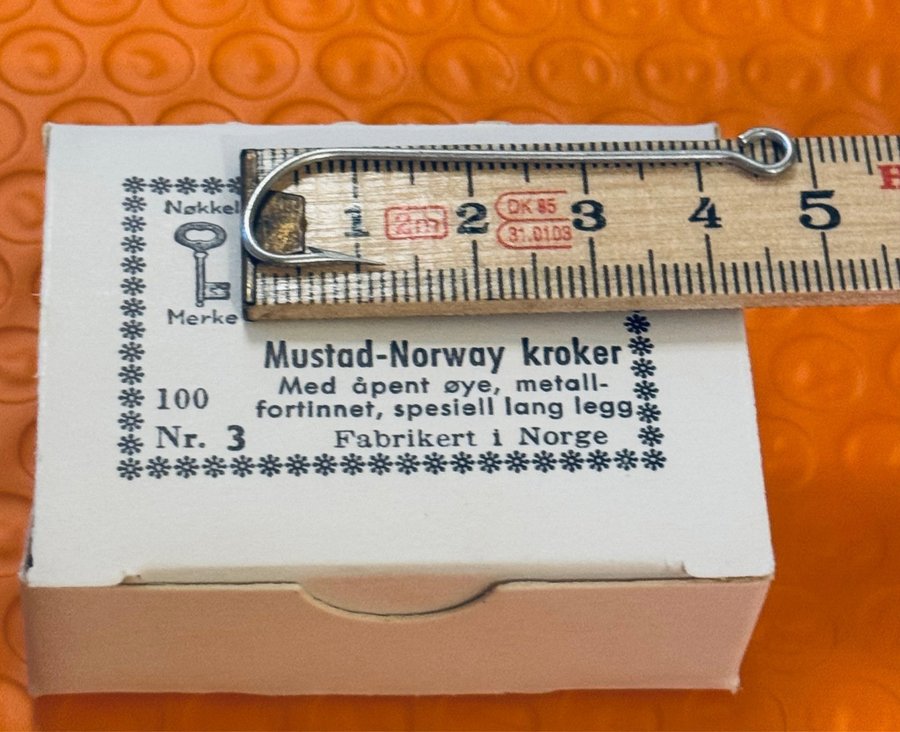 1 2m 2 DK 85 3 4 5
31.0103
Nøkkel
Merke
Mustad-Norway kroker
Med åpent øye, metall-
fortinnet, spesiell lang legg
100
Nr. 3 Fabrikert i Norge